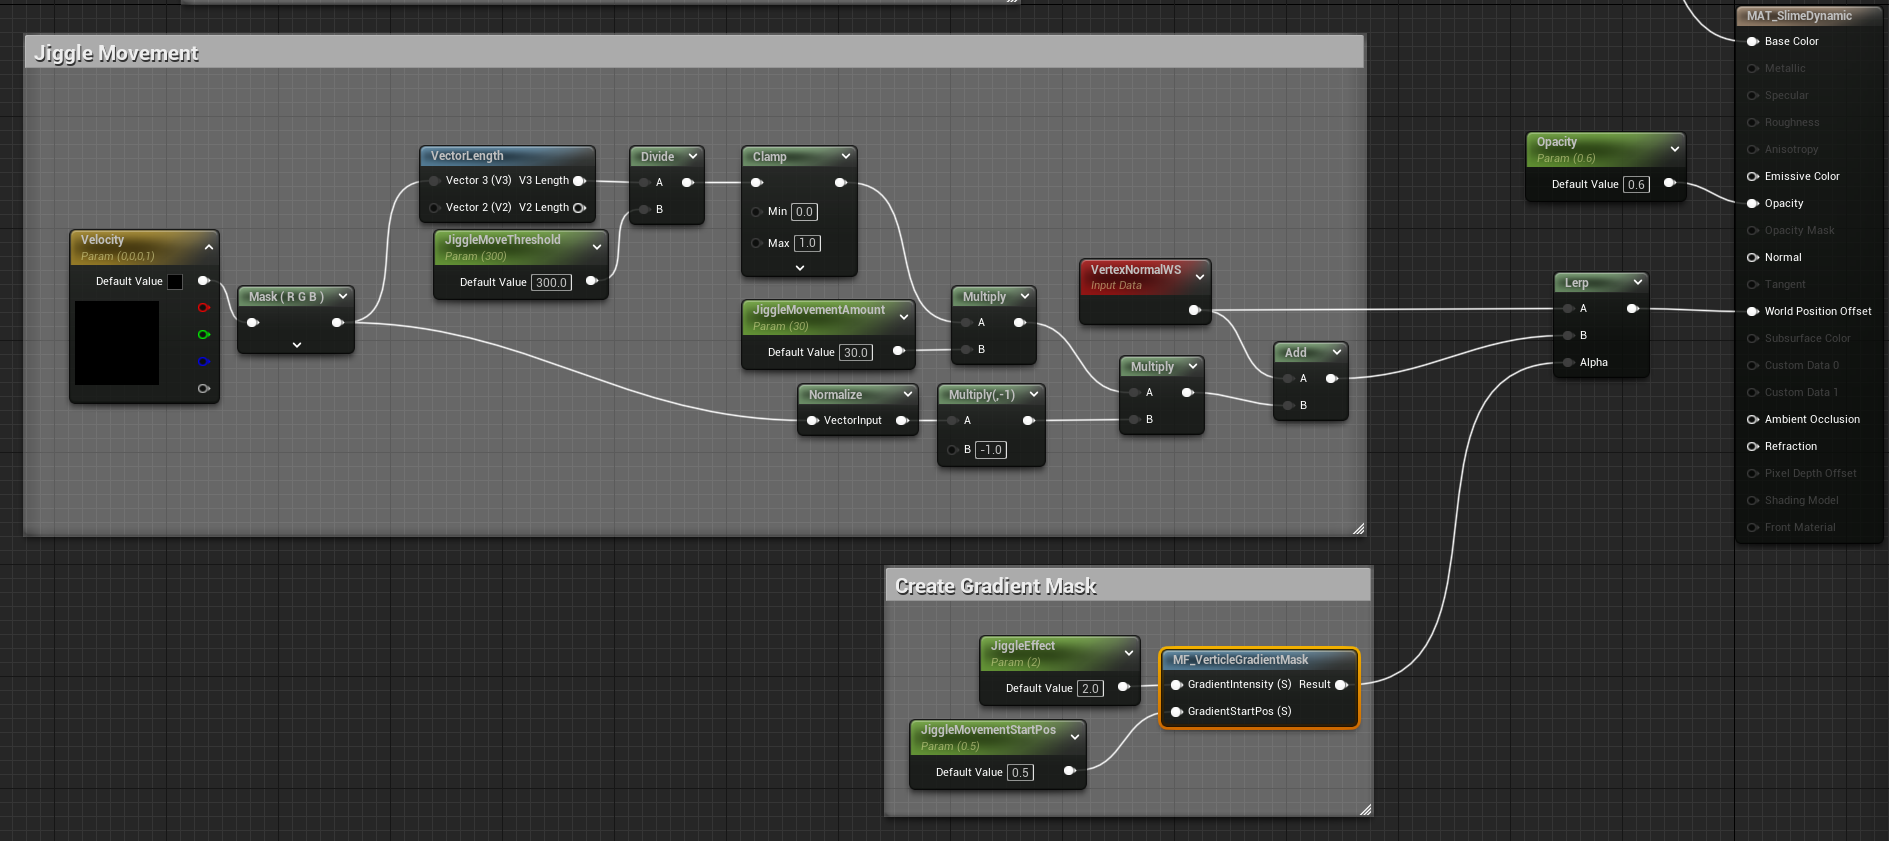 Jiggle Movement
VectorLength
Vector 3 (V3) V3 Length
Vector 2 (V2) V2 Length
Divide
A
B
Clamp
Min 0.0
Max 1.0
Velocity
Param (0,0,0,1)
Default Value
Mask ( R G B )
JiggleMoveThreshold
Param (300)
Default Value 300.0
JiggleMovementAmount
Param (30)
Default Value 30.0
Multiply
A
B
Normalize
VectorInput
Multiply(,-1)
A
B -1.0
VertexNormalWS
Input Data
Multiply
A
B
Add
A
B
Create Gradient Mask
JiggleEffect
Param (2)
Default Value 2.0
JiggleMovementStartPos
Param (0.5)
Default Value 0.5
MF_VerticleGradientMask
GradientIntensity (S) Result
GradientStartPos (S)
Opacity
Param (0.6)
Default Value 0.6
Lerp
A
B
Alpha
MAT_SlimeDynamic
Base Color
Metallic
Specular
Roughness
Anisotropy
Emissive Color
Opacity
Opacity Mask
Normal
Tangent
World Position Offset
Subsurface Color
Custom Data 0
Custom Data 1
Ambient Occlusion
Refraction
Pixel Depth Offset
Shading Model
Front Material